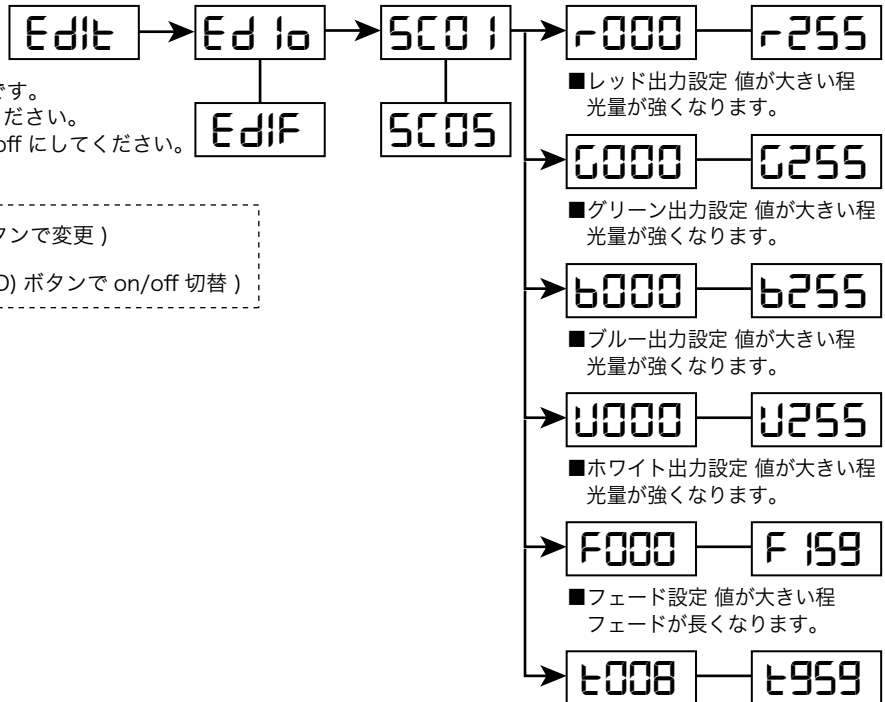 EdIt
Ed1o
SC01
r000
r255
■レッド出力設定 値が大きい程
光量が強くなります。
です。
ださい。
off にしてください。
EdIF
SC05
G000
G255
■グリーン出力設定 値が大きい程
光量が強くなります。
タンで変更 )
D) ボタンで on/off 切替 )
b000
b255
■ブルー出力設定 値が大きい程
光量が強くなります。
U000
U255
■ホワイト出力設定 値が大きい程
光量が強くなります。
F000
F159
■フェード設定 値が大きい程
フェードが長くなります。
t008
t959